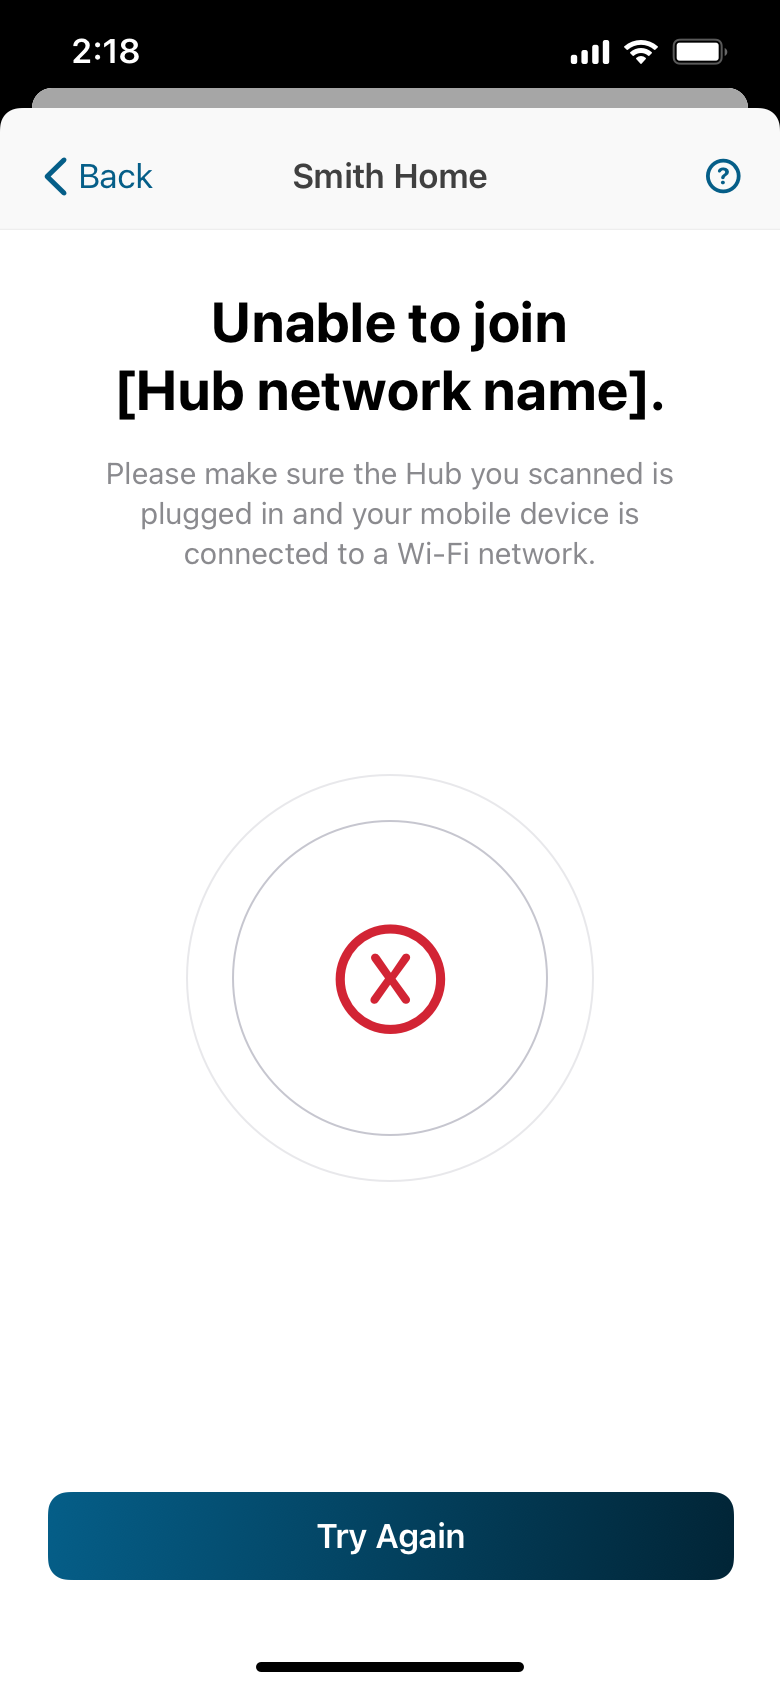 2:18
Back
Smith Home
?
Unable to join
[Hub network name].
Please make sure the Hub you scanned is
plugged in and your mobile device is
connected to a Wi-Fi network.
Try Again